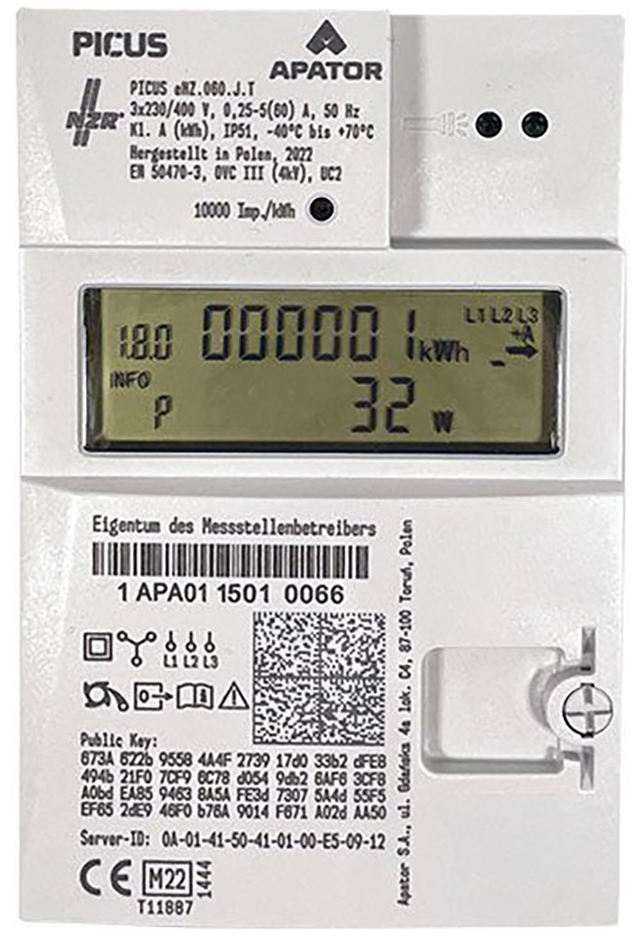 PICUS
APATOR
NZR
PICUS eHZ.060.J.T
3x230/400 V, 0,25-5(60) A, 50 Hz
Kl. A (kWh), IP51, -40°C bis +70°C
Hergestellt in Polen, 2022
EN 50470-3, OVC III (4kV), UC2
10000 Imp./kWh
L1 L2 L3
1.8.0 000001 kWh +A
INFO
P 32 W
Eigentum des Messstellenbetreibers
1 APA01 1501 0066
L1 L2 L3
Public Key:
673A 622b 9558 4A4F 2739 17d0 33b2 dFE8
494b 21F0 7CF9 6C78 d054 9db2 6AF6 3CF8
A0bd EA85 9463 8A5A FE3d 7307 5A4d 55F5
EF65 2dE9 46F0 b76A 9014 F671 A02d AA50
Server-ID: 0A-01-41-50-41-01-00-E5-09-12
CE M22 1444
T11887
Apator S.A., ul. Gdańska 4a lok. C4, 87-100 Toruń, Polen